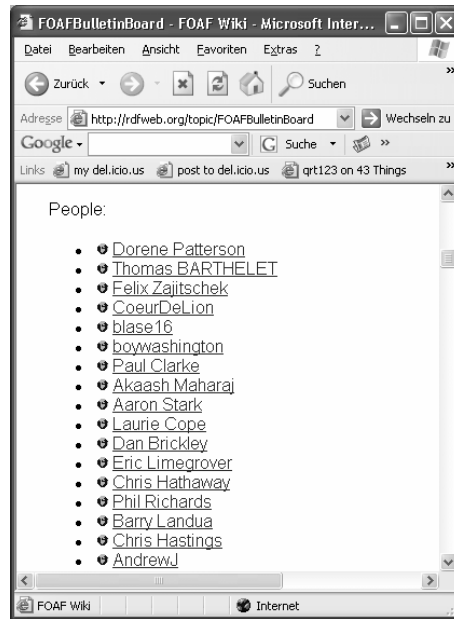 FOAFBulletinBoard - FOAF Wiki - Microsoft Inter...
Datei Bearbeiten Ansicht Favoriten Extras ?
Zurück Suchen »
Adresse http://rdfweb.org/topic/FOAFBulletinBoard Wechseln zu
Google G Suche »
Links my del.icio.us post to del.icio.us qrt123 on 43 Things »
People:
• Dorene Patterson
• Thomas BARTHELET
• Felix Zajitschek
• CoeurDeLion
• blase16
• boywashington
• Paul Clarke
• Akaash Maharaj
• Aaron Stark
• Laurie Cope
• Dan Brickley
• Eric Limegrover
• Chris Hathaway
• Phil Richards
• Barry Landua
• Chris Hastings
• AndrewJ
FOAF Wiki Internet